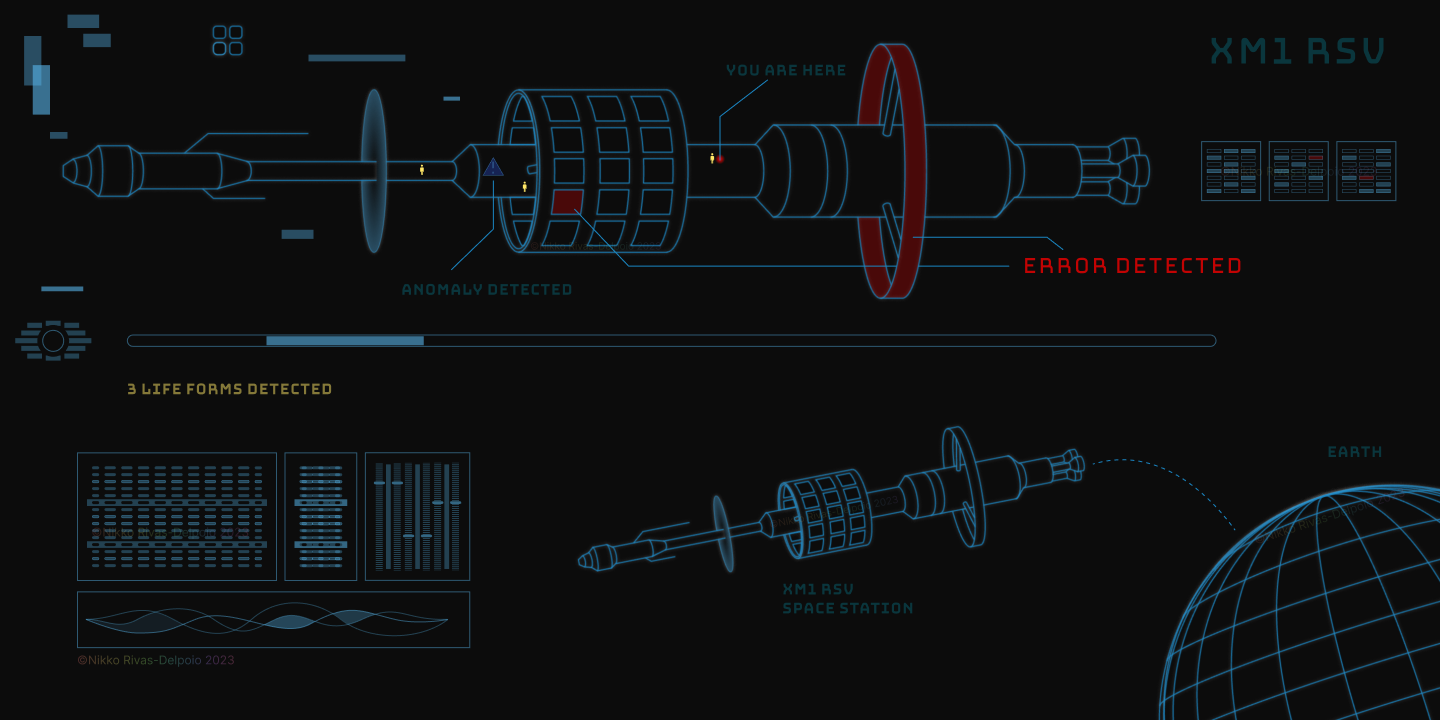 XM1 RSV
YOU ARE HERE
ERROR DETECTED
ANOMALY DETECTED
3 LIFE FORMS DETECTED
EARTH
XM1 RSV
SPACE STATION
©Nikko Rivas-Delpoio 2023